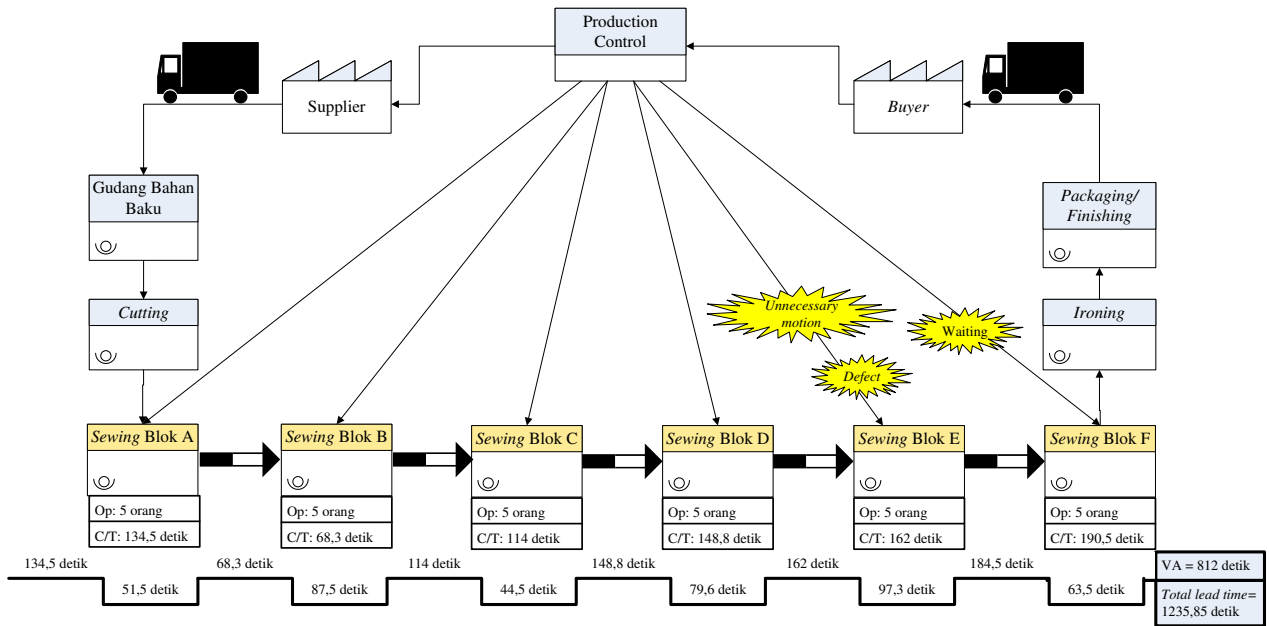 Production
Control
Supplier
Buyer
Gudang Bahan
Baku
Packaging/
Finishing
Cutting
Ironing
Unnecessary
motion
Waiting
Defect
Sewing Blok A
Sewing Blok B
Sewing Blok C
Sewing Blok D
Sewing Blok E
Sewing Blok F
Op: 5 orang
Op: 5 orang
Op: 5 orang
Op: 5 orang
Op: 5 orang
Op: 5 orang
C/T: 134,5 detik
C/T: 68,3 detik
C/T: 114 detik
C/T: 148,8 detik
C/T: 162 detik
C/T: 190,5 detik
134,5 detik
68,3 detik
114 detik
148,8 detik
162 detik
184,5 detik
VA = 812 detik
51,5 detik
87,5 detik
44,5 detik
79,6 detik
97,3 detik
63,5 detik
Total lead time=
1235,85 detik